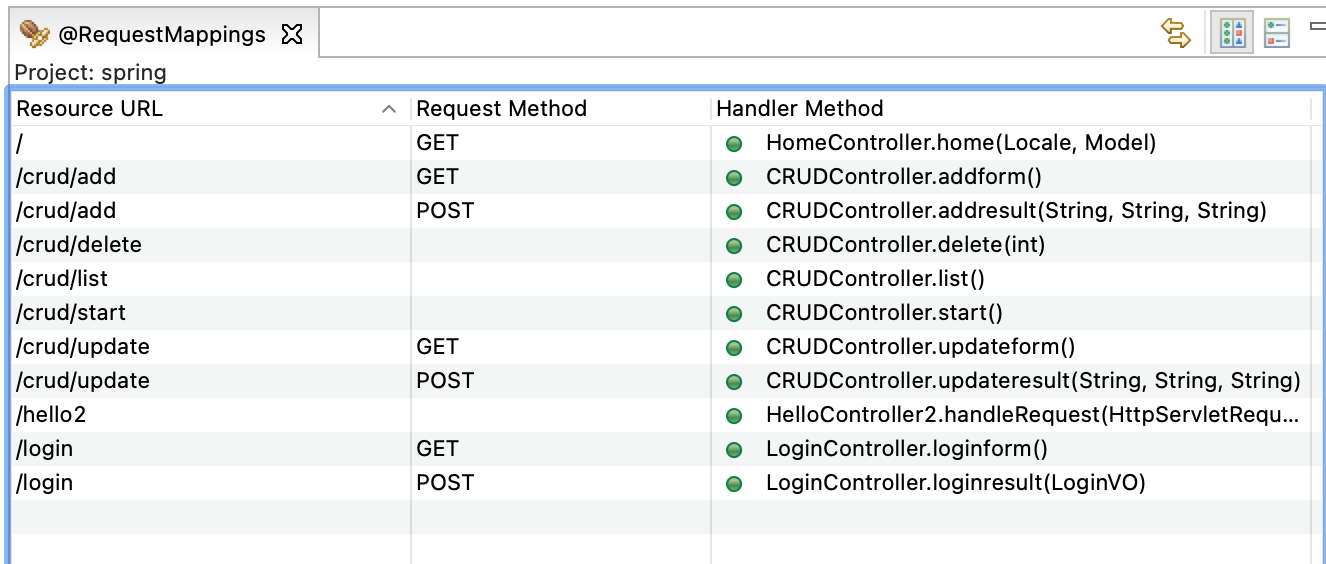 @RequestMappings
Project: spring
Resource URL Request Method Handler Method
/ GET HomeController.home(Locale, Model)
/crud/add GET CRUDController.addform()
/crud/add POST CRUDController.addresult(String, String, String)
/crud/delete CRUDController.delete(int)
/crud/list CRUDController.list()
/crud/start CRUDController.start()
/crud/update GET CRUDController.updateform()
/crud/update POST CRUDController.updateresult(String, String, String)
/hello2 HelloController2.handleRequest(HttpServletRequ...
/login GET LoginController.loginform()
/login POST LoginController.loginresult(LoginVO)